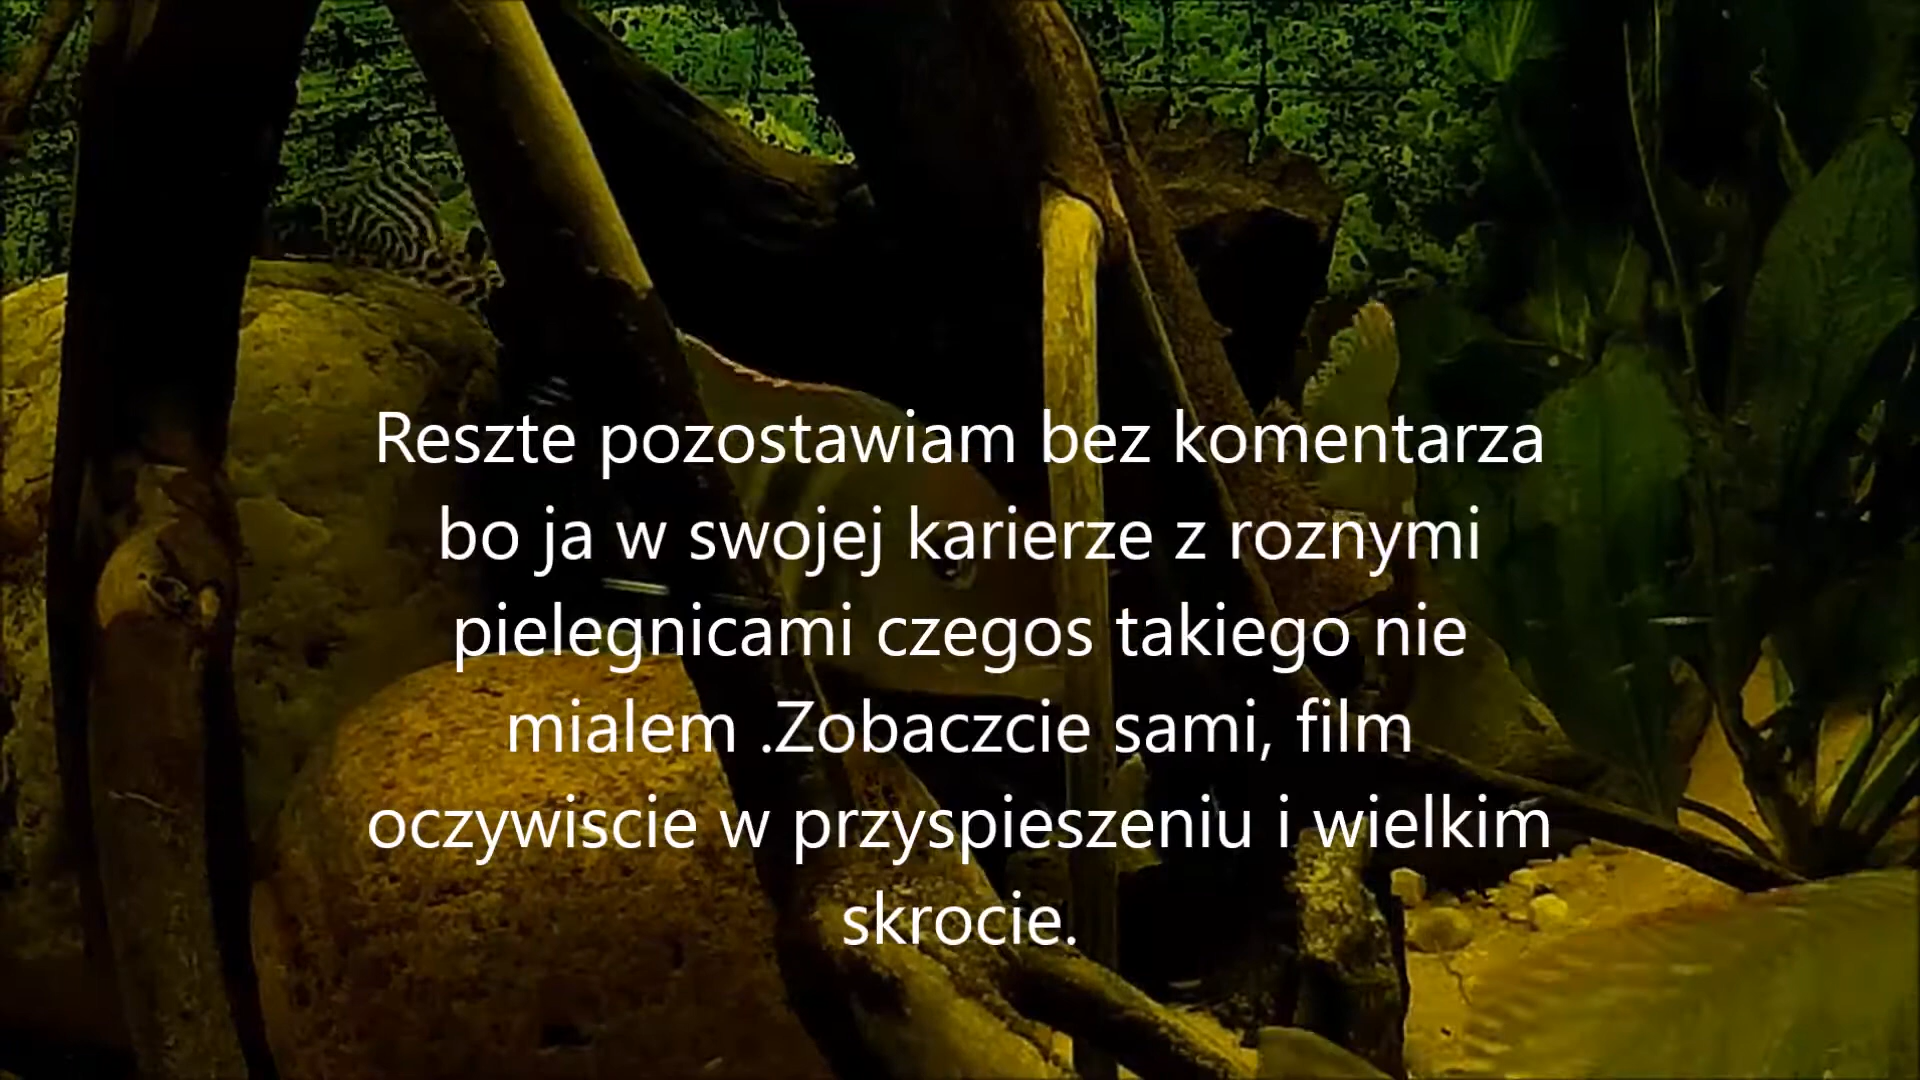 Reszte pozostawiam bez komentarza
bo ja w swojej karierze z roznymi
pielegnicami czegos takiego nie
mialem .Zobaczcie sami, film
oczywiscie w przyspieszeniu i wielkim
skrocie.